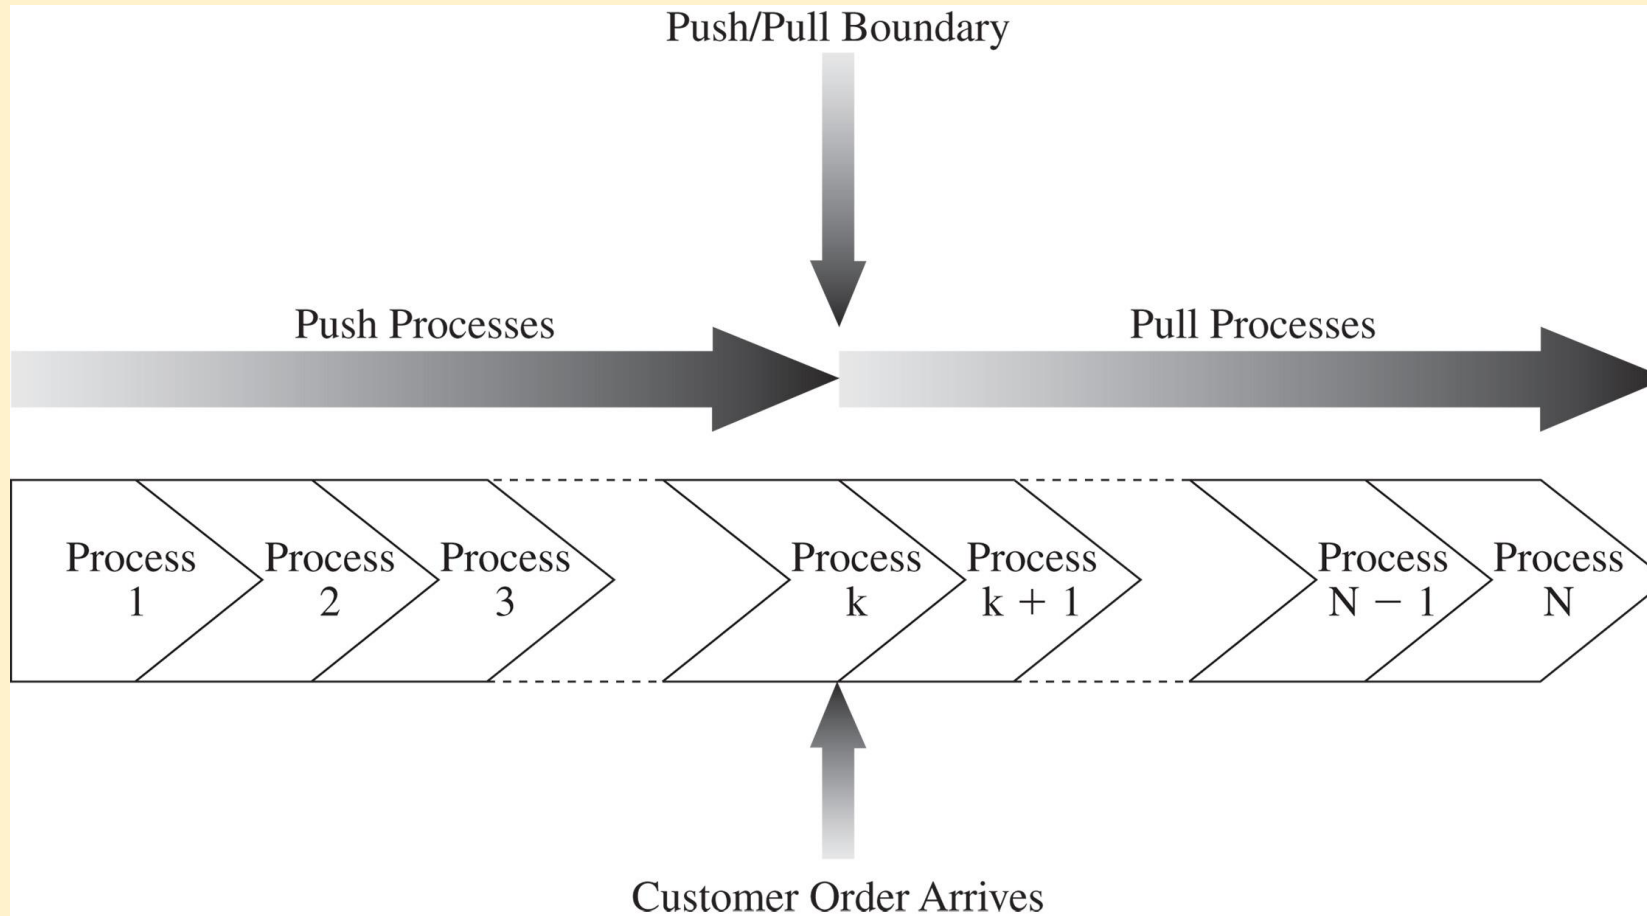 Push/Pull Boundary
Push Processes
Pull Processes
Process
1
Process
2
Process
3
Process
k
Process
k + 1
Process
N − 1
Process
N
Customer Order Arrives